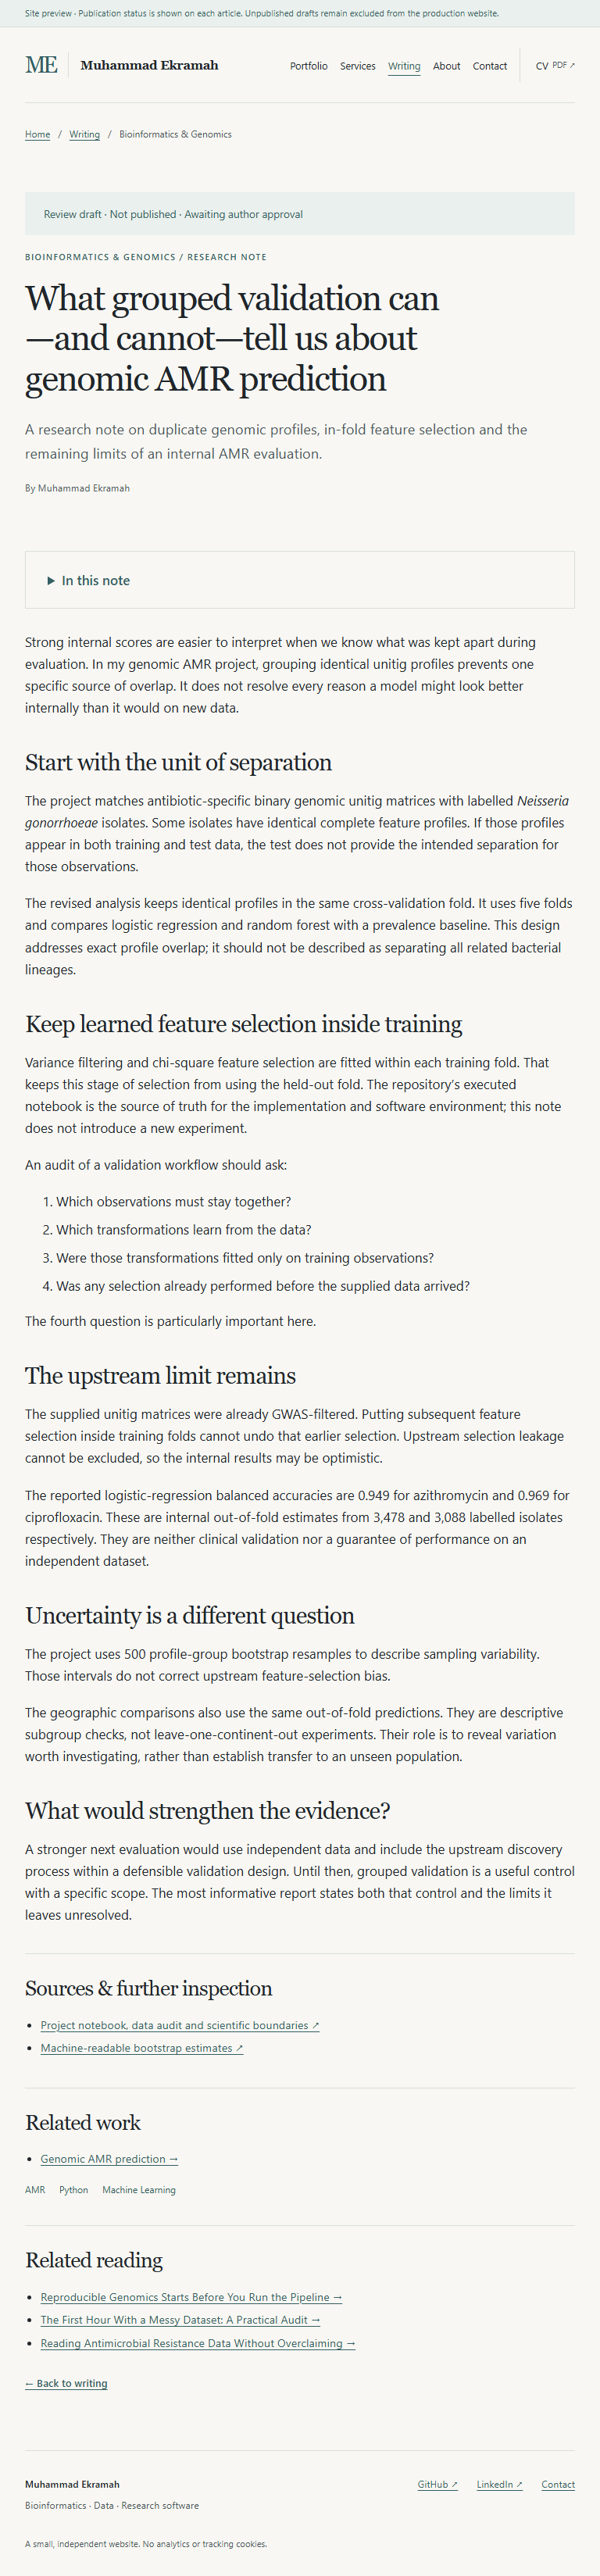 Site preview · Publication status is shown on each article. Unpublished drafts remain excluded from the production website.
ME
Muhammad Ekramah
Portfolio Services Writing About Contact CV PDF ↗
Home / Writing / Bioinformatics & Genomics
Review draft · Not published · Awaiting author approval
BIOINFORMATICS & GENOMICS / RESEARCH NOTE
What grouped validation can
—and cannot—tell us about
genomic AMR prediction
A research note on duplicate genomic profiles, in-fold feature selection and the
remaining limits of an internal AMR evaluation.
By Muhammad Ekramah
▶ In this note
Strong internal scores are easier to interpret when we know what was kept apart during
evaluation. In my genomic AMR project, grouping identical unitig profiles prevents one
specific source of overlap. It does not resolve every reason a model might look better
internally than it would on new data.
Start with the unit of separation
The project matches antibiotic-specific binary genomic unitig matrices with labelled Neisseria
gonorrhoeae isolates. Some isolates have identical complete feature profiles. If those profiles
appear in both training and test data, the test does not provide the intended separation for
those observations.
The revised analysis keeps identical profiles in the same cross-validation fold. It uses five folds
and compares logistic regression and random forest with a prevalence baseline. This design
addresses exact profile overlap; it should not be described as separating all related bacterial
lineages.
Keep learned feature selection inside training
Variance filtering and chi-square feature selection are fitted within each training fold. That
keeps this stage of selection from using the held-out fold. The repository’s executed
notebook is the source of truth for the implementation and software environment; this note
does not introduce a new experiment.
An audit of a validation workflow should ask:
1. Which observations must stay together?
2. Which transformations learn from the data?
3. Were those transformations fitted only on training observations?
4. Was any selection already performed before the supplied data arrived?
The fourth question is particularly important here.
The upstream limit remains
The supplied unitig matrices were already GWAS-filtered. Putting subsequent feature
selection inside training folds cannot undo that earlier selection. Upstream selection leakage
cannot be excluded, so the internal results may be optimistic.
The reported logistic-regression balanced accuracies are 0.949 for azithromycin and 0.969 for
ciprofloxacin. These are internal out-of-fold estimates from 3,478 and 3,088 labelled isolates
respectively. They are neither clinical validation nor a guarantee of performance on an
independent dataset.
Uncertainty is a different question
The project uses 500 profile-group bootstrap resamples to describe sampling variability.
Those intervals do not correct upstream feature-selection bias.
The geographic comparisons also use the same out-of-fold predictions. They are descriptive
subgroup checks, not leave-one-continent-out experiments. Their role is to reveal variation
worth investigating, rather than establish transfer to an unseen population.
What would strengthen the evidence?
A stronger next evaluation would use independent data and include the upstream discovery
process within a defensible validation design. Until then, grouped validation is a useful control
with a specific scope. The most informative report states both that control and the limits it
leaves unresolved.
Sources & further inspection
• Project notebook, data audit and scientific boundaries ↗
• Machine-readable bootstrap estimates ↗
Related work
• Genomic AMR prediction →
AMR Python Machine Learning
Related reading
• Reproducible Genomics Starts Before You Run the Pipeline →
• The First Hour With a Messy Dataset: A Practical Audit →
• Reading Antimicrobial Resistance Data Without Overclaiming →
← Back to writing
Muhammad Ekramah
GitHub ↗ LinkedIn ↗ Contact
Bioinformatics · Data · Research software
A small, independent website. No analytics or tracking cookies.